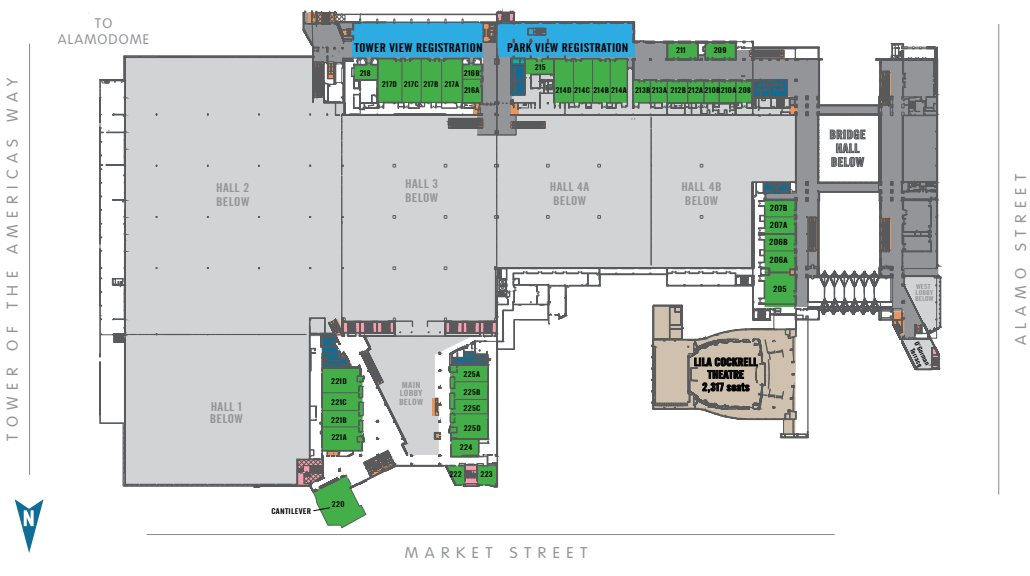 TO
ALAMODOME
TOWER OF THE AMERICAS WAY
TOWER VIEW REGISTRATION
PARK VIEW REGISTRATION
211
209
218
217D
217C
217B
217A
216B
216A
215
214D
214C
214B
214A
213B
213A
212B
212A
210B
210A
208
BRIDGE
HALL
BELOW
HALL 2
BELOW
HALL 3
BELOW
HALL 4A
BELOW
HALL 4B
BELOW
207B
207A
206B
206A
205
WEST
LOBBY
BELOW
O'Gorman
Terrace
ALAMO STREET
LILA COCKRELL
THEATRE
2,317 seats
MAIN
LOBBY
BELOW
HALL 1
BELOW
221D
221C
221B
221A
225A
225B
225C
225D
224
222
223
220
CANTILEVER
N
MARKET STREET